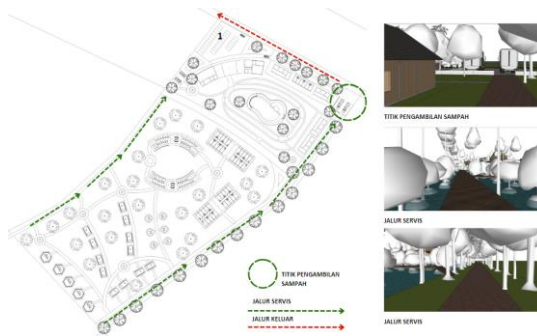 1
TITIK PENGAMBILAN
SAMPAH
JALUR SERVIS
JALUR KELUAR
TITIK PENGAMBILAN SAMPAH
JALUR SERVIS
JALUR SERVIS